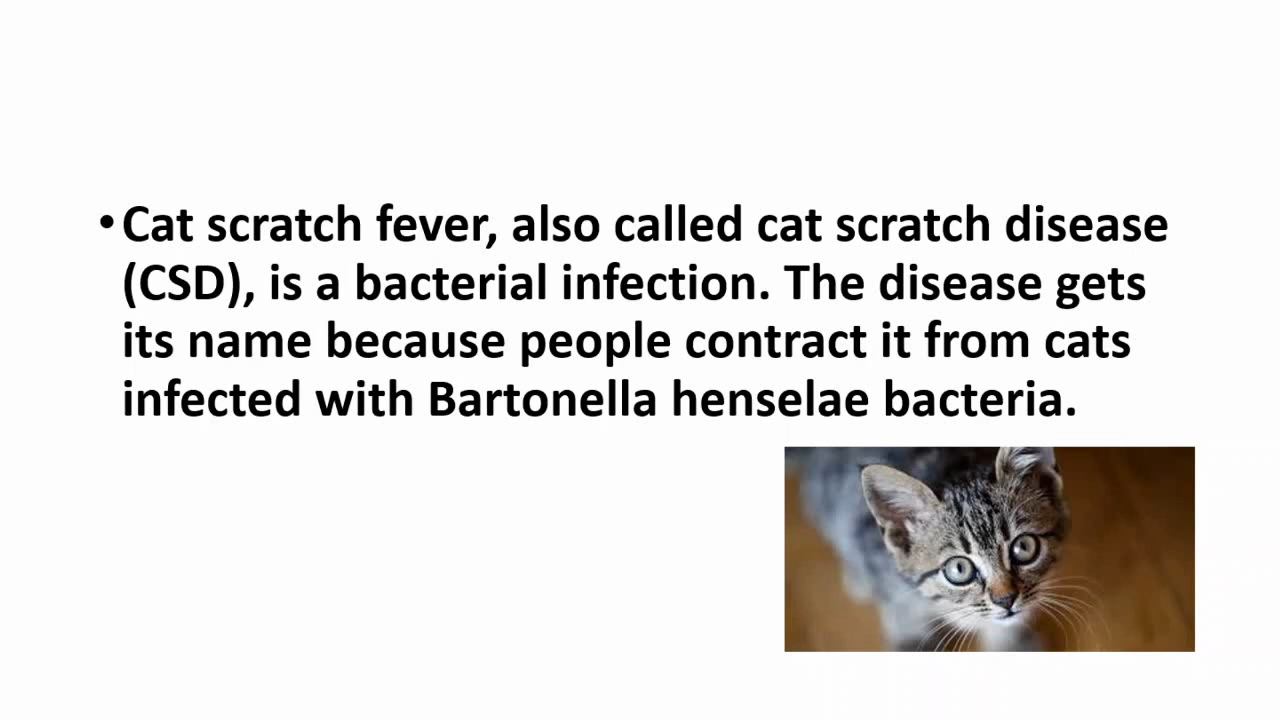 •Cat scratch fever, also called cat scratch disease
(CSD), is a bacterial infection. The disease gets
its name because people contract it from cats
infected with Bartonella henselae bacteria.